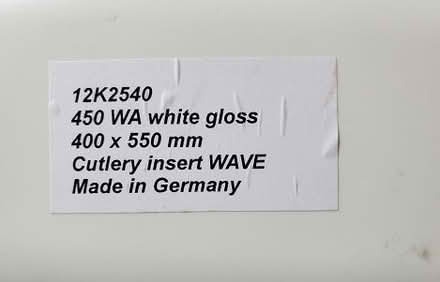 12K2540
450 WA white gloss
400 x 550 mm
Cutlery insert WAVE
Made in Germany